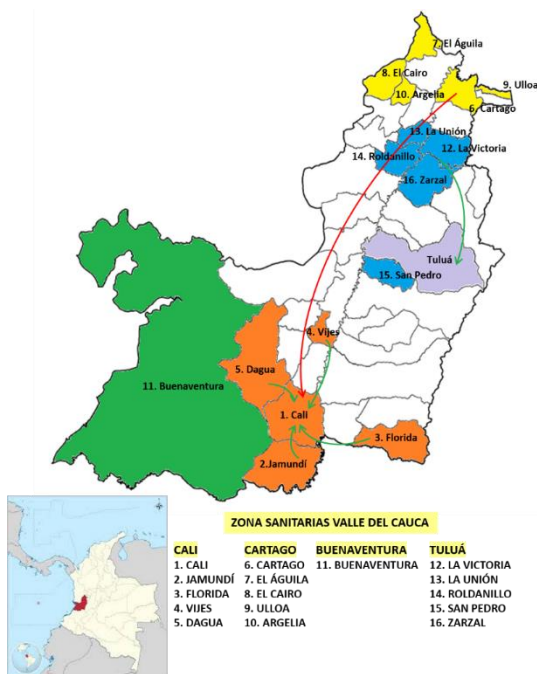 7. El Águila
8. El Cairo
9. Ulloa
10. Argelia
6. Cartago
13. La Unión
12. La Victoria
14. Roldanillo
16. Zarzal
Tuluá
15. San Pedro
4. Vijes
5. Dagua
11. Buenaventura
1. Cali
3. Florida
2.Jamundí
ZONA SANITARIAS VALLE DEL CAUCA
CALI CARTAGO BUENAVENTURA TULUÁ
1. CALI 6. CARTAGO 11. BUENAVENTURA 12. LA VICTORIA
2. JAMUNDÍ 7. EL ÁGUILA 13. LA UNIÓN
3. FLORIDA 8. EL CAIRO 14. ROLDANILLO
4. VIJES 9. ULLOA 15. SAN PEDRO
5. DAGUA 10. ARGELIA 16. ZARZAL